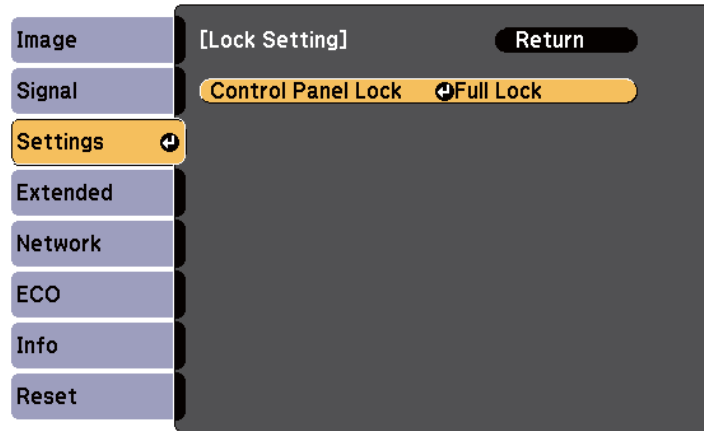 Image
Signal
Settings
Extended
Network
ECO
Info
Reset
[Lock Setting]
Return
Control Panel Lock Full Lock